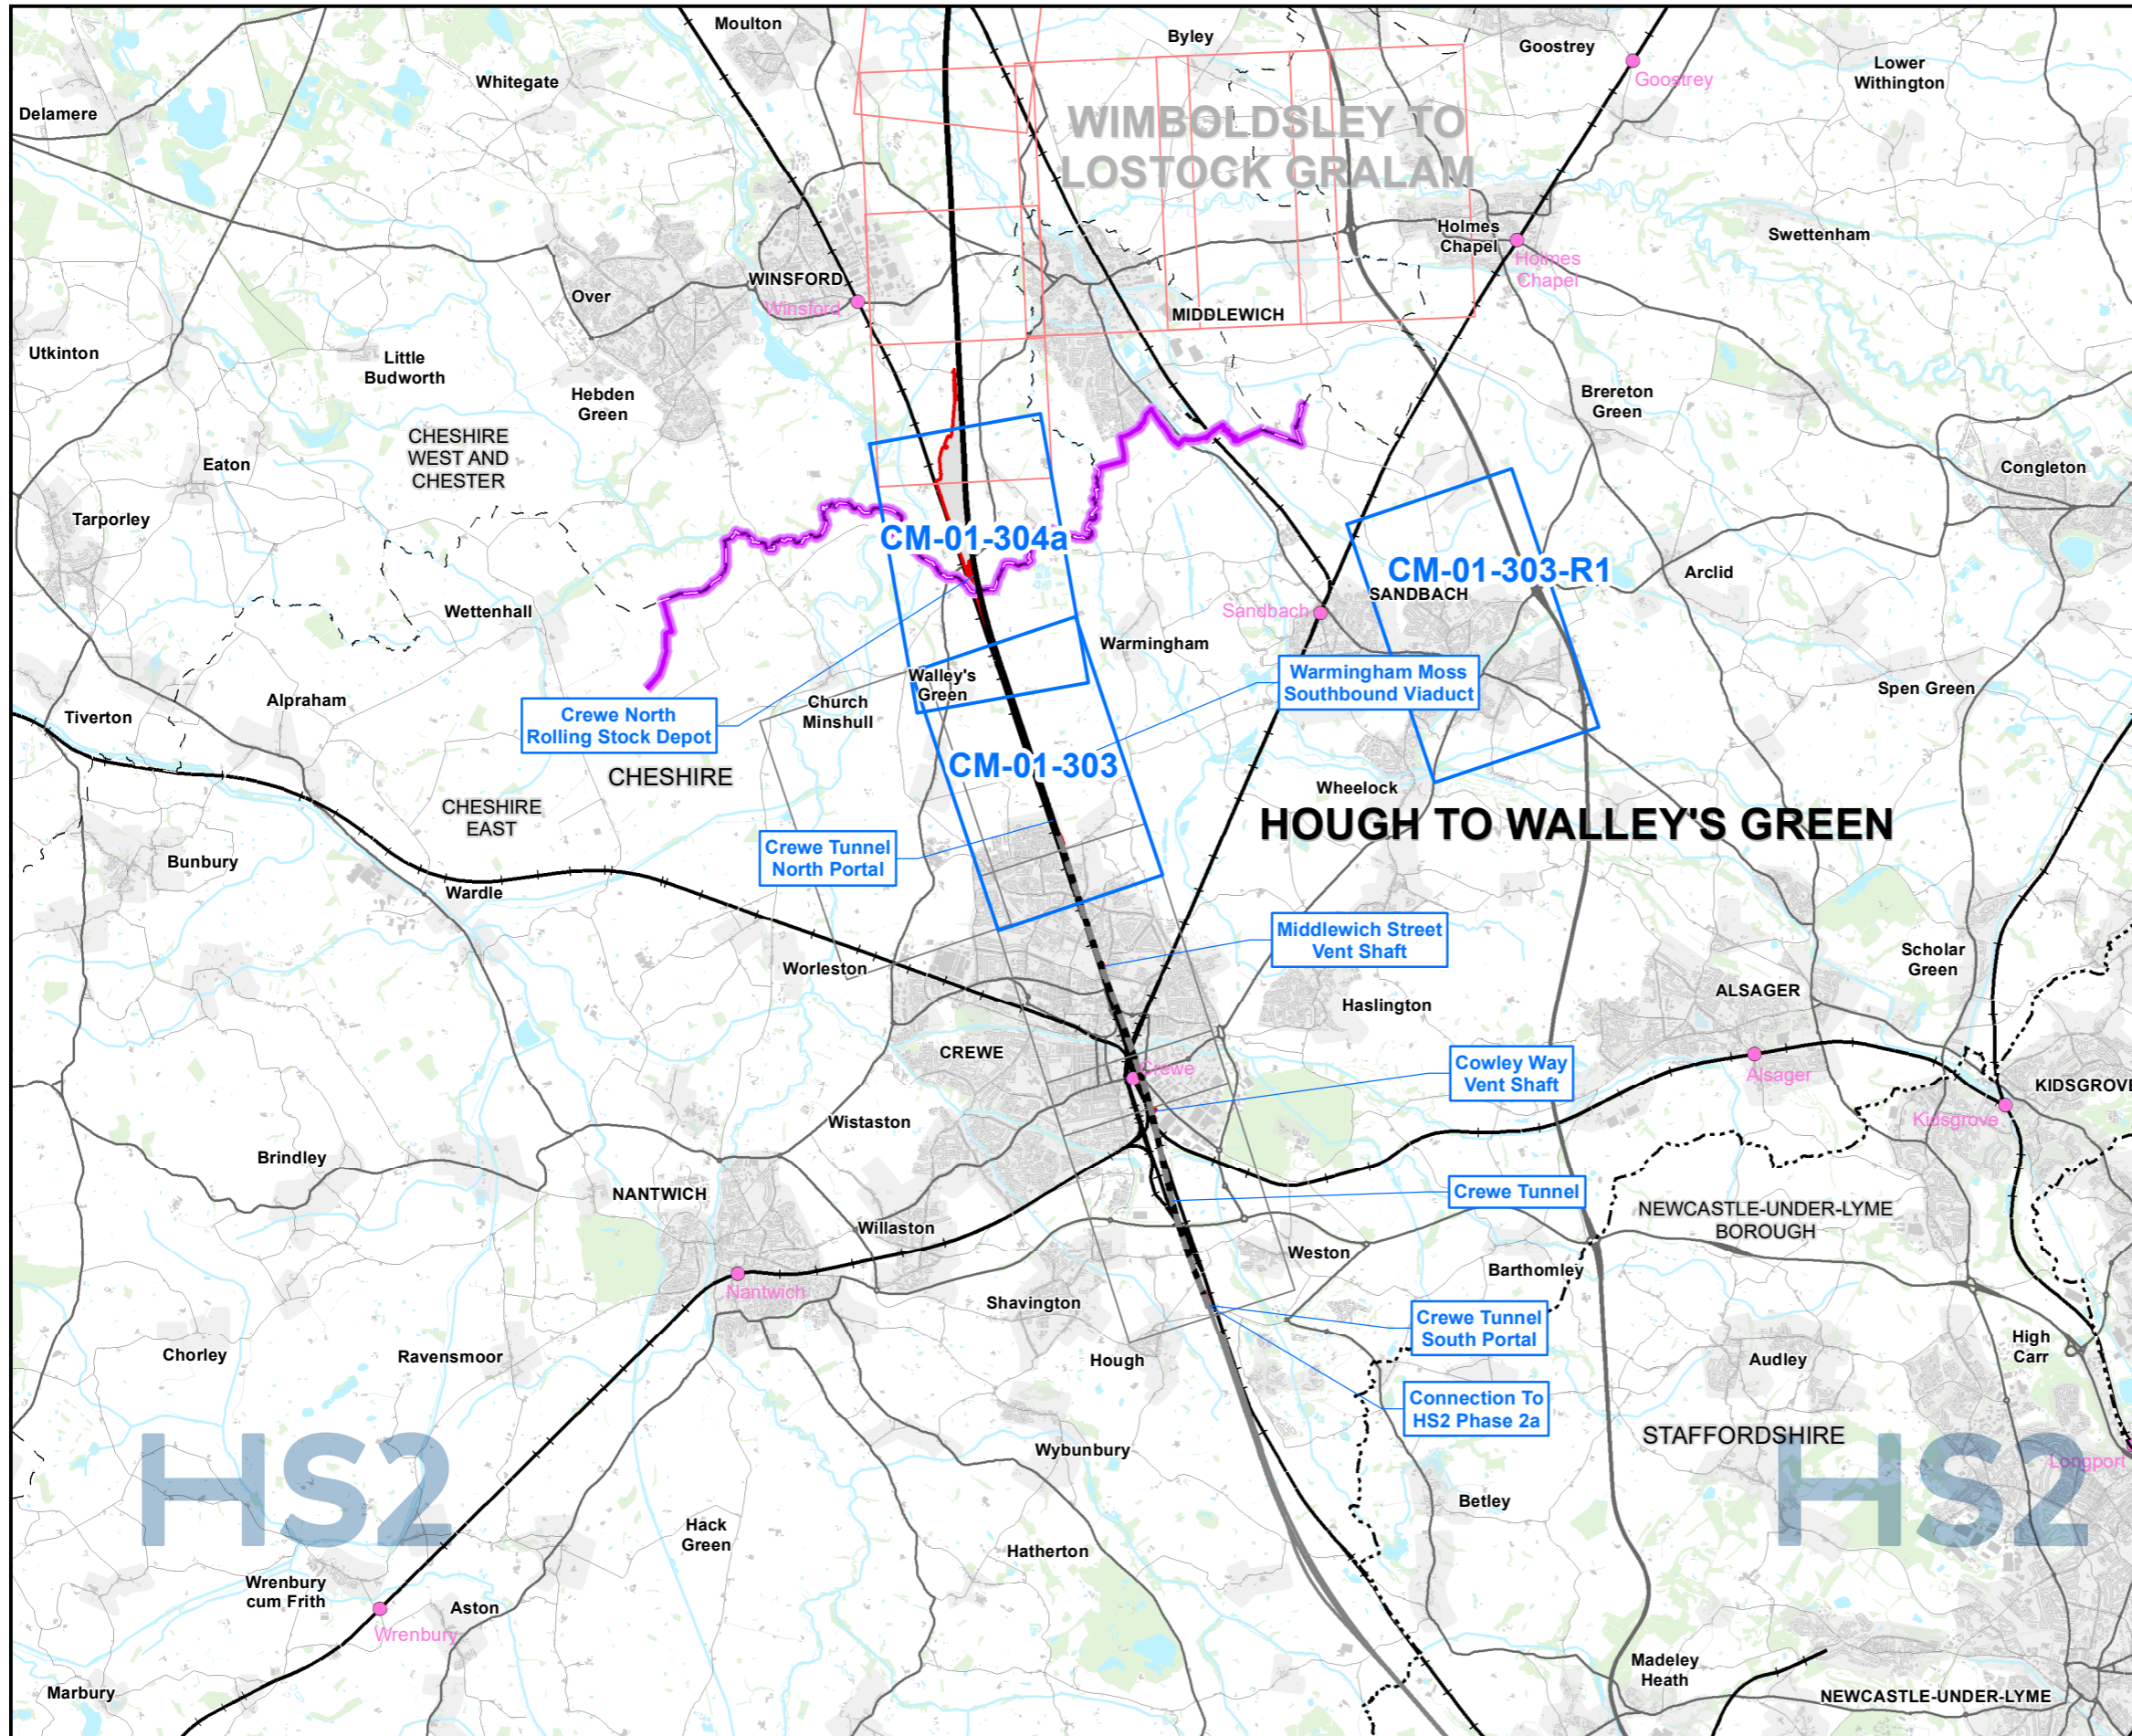 Moulton
Byley
Goostrey
Goostrey
Lower
Withington
Whitegate
Delamere
WIMBOLDSLEY TO
LOSTOCK GRALAM
Holmes
Chapel
Holmes
Chapel
Swettenham
WINSFORD
Winsford
Over
MIDDLEWICH
Utkinton
Little
Budworth
Hebden
Green
Brereton
Green
CHESHIRE
WEST AND
CHESTER
Eaton
Congleton
Tarporley
CM-01-304a
CM-01-303-R1
SANDBACH
Arclid
Sandbach
Wettenhall
Warmingham
Walley's
Green
Warmingham Moss
Southbound Viaduct
Spen Green
Alpraham
Tiverton
Church
Minshull
Crewe North
Rolling Stock Depot
CM-01-303
CHESHIRE
Wheelock
CHESHIRE
EAST
HOUGH TO WALLEY'S GREEN
Crewe Tunnel
North Portal
Bunbury
Wardle
Middlewich Street
Vent Shaft
Scholar
Green
Worleston
ALSAGER
Haslington
CREWE
Crewe
Cowley Way
Vent Shaft
Alsager
KIDSGROVE
Kidsgrove
Wistaston
Brindley
NANTWICH
Crewe Tunnel
NEWCASTLE-UNDER-LYME
BOROUGH
Willaston
Weston
Barthomley
Nantwich
Shavington
Crewe Tunnel
South Portal
High
Carr
Chorley
Ravensmoor
Hough
Audley
Connection To
HS2 Phase 2a
STAFFORDSHIRE
Wybunbury
Longport
HS2
HS2
Betley
Hack
Green
Hatherton
Wrenbury
cum Frith
Aston
Wrenbury
Madeley
Heath
Marbury
NEWCASTLE-UNDER-LYME